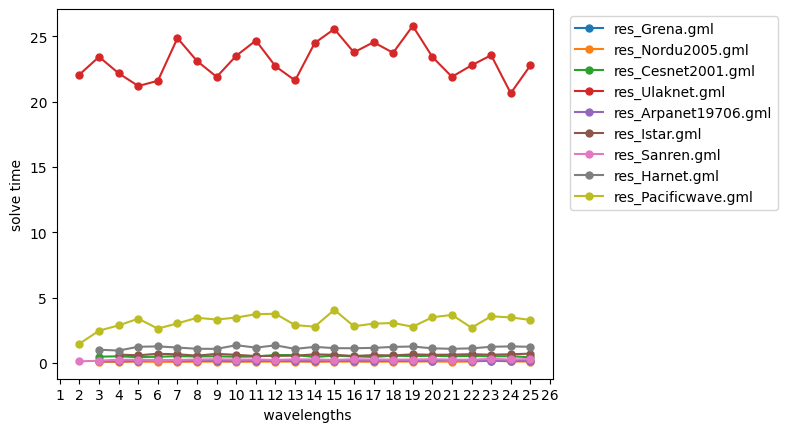 25
20
15
10
5
0
solve time
1 2 3 4 5 6 7 8 9 10 11 12 13 14 15 16 17 18 19 20 21 22 23 24 25 26
wavelengths
res_Grena.gml
res_Nordu2005.gml
res_Cesnet2001.gml
res_Ulaknet.gml
res_Arpanet19706.gml
res_Istar.gml
res_Sanren.gml
res_Harnet.gml
res_Pacificwave.gml